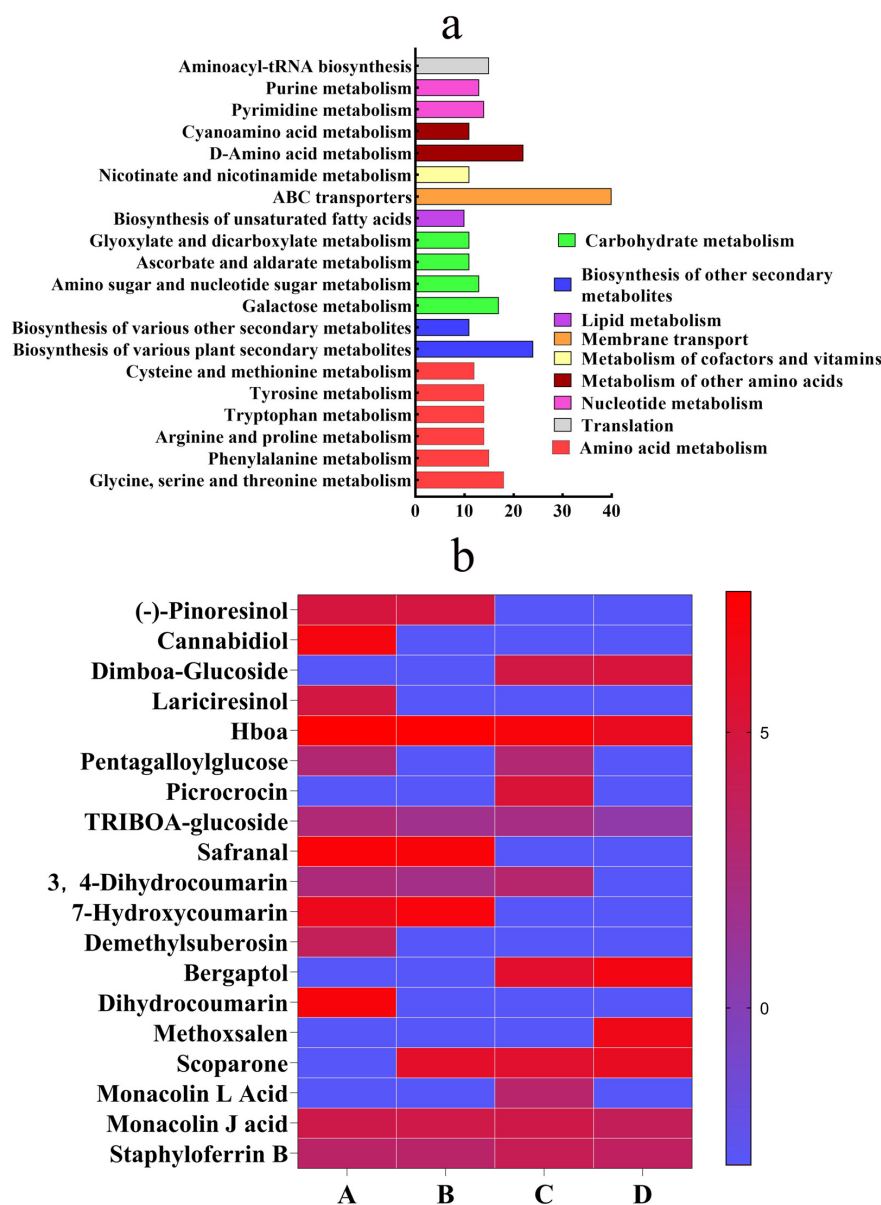 a
Aminoacyl-tRNA biosynthesis
Purine metabolism
Pyrimidine metabolism
Cyanoamino acid metabolism
D-Amino acid metabolism
Nicotinate and nicotinamide metabolism
ABC transporters
Biosynthesis of unsaturated fatty acids
Glyoxylate and dicarboxylate metabolism
Ascorbate and aldarate metabolism
Amino sugar and nucleotide sugar metabolism
Galactose metabolism
Biosynthesis of various other secondary metabolites
Biosynthesis of various plant secondary metabolites
Cysteine and methionine metabolism
Tyrosine metabolism
Tryptophan metabolism
Arginine and proline metabolism
Phenylalanine metabolism
Glycine, serine and threonine metabolism
0 10 20 30 40
Carbohydrate metabolism
Biosynthesis of other secondary
metabolites
Lipid metabolism
Membrane transport
Metabolism of cofactors and vitamins
Metabolism of other amino acids
Nucleotide metabolism
Translation
Amino acid metabolism
b
(-)-Pinoresinol
Cannabidiol
Dimboa-Glucoside
Lariciresinol
Hboa
Pentagalloylglucose
Picrocrocin
TRIBOA-glucoside
Safranal
3, 4-Dihydrocoumarin
7-Hydroxycoumarin
Demethylsuberosin
Bergaptol
Dihydrocoumarin
Methoxsalen
Scoparone
Monacolin L Acid
Monacolin J acid
Staphyloferrin B
A B C D
5
0